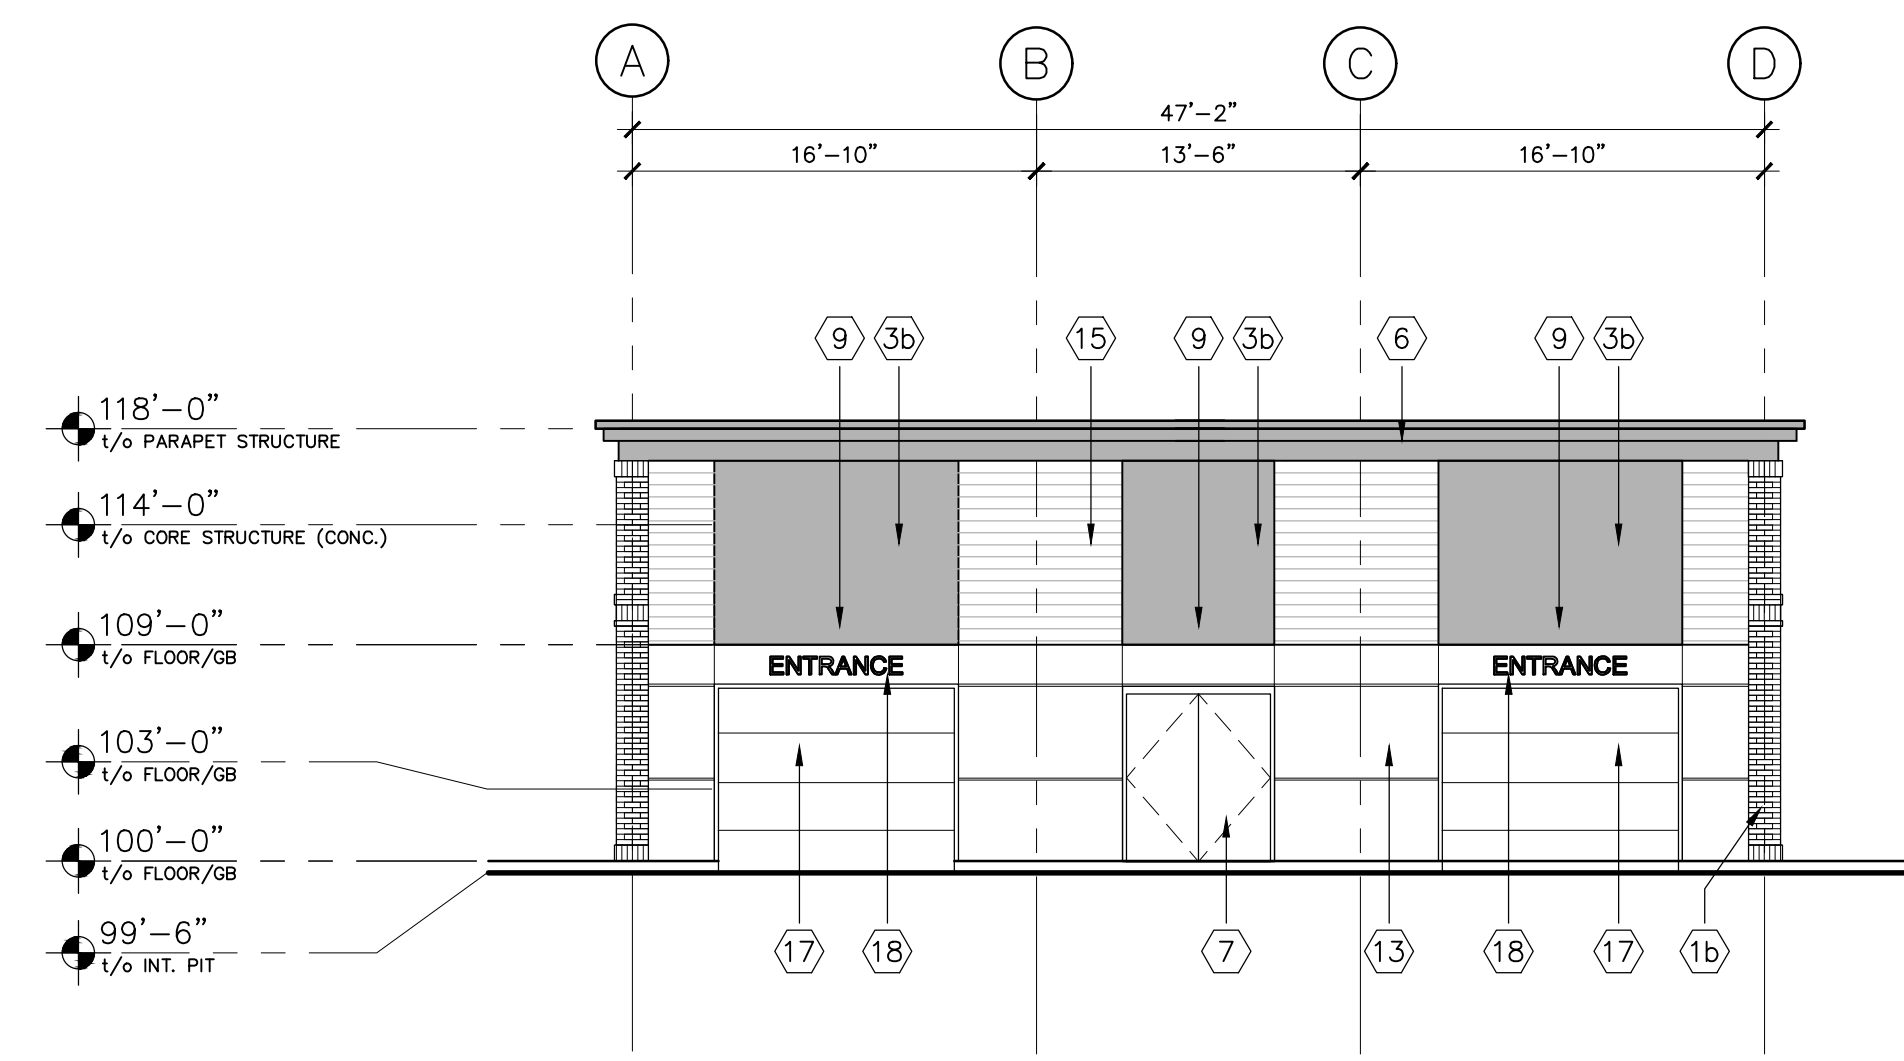 A B C D
47'-2"
16'-10" 13'-6" 16'-10"
9 3b 15 9 3b 6 9 3b
118'-0"
t/o PARAPET STRUCTURE
114'-0"
t/o CORE STRUCTURE (CONC.)
109'-0"
t/o FLOOR/GB
ENTRANCE ENTRANCE
103'-0"
t/o FLOOR/GB
100'-0"
t/o FLOOR/GB
99'-6"
t/o INT. PIT
17 18 7 13 18 17 1b